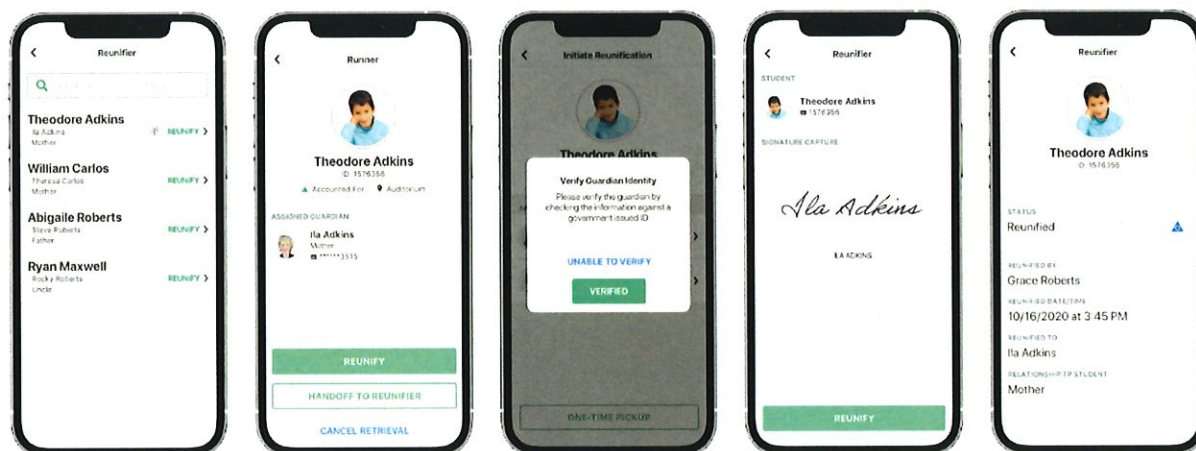 Reunifier
Theodore Adkins
Ila Adkins
Mother
REUNIFY
William Carlos
Theresa Carlos
Mother
REUNIFY
Abigaile Roberts
Steve Roberts
Father
REUNIFY
Ryan Maxwell
Rocky Roberts
Uncle
REUNIFY
Runner
Theodore Adkins
ID: 1576356
Accounted For
Auditorium
ASSIGNED GUARDIAN
Ila Adkins
Mother
******3515
REUNIFY
HANDOFF TO REUNIFIER
CANCEL RETRIEVAL
Initiate Reunification
Theodore Adkins
Verify Guardian Identity
Please verify the guardian by
checking the information against a
government issued ID
UNABLE TO VERIFY
VERIFIED
ONE-TIME PICKUP
Reunifier
STUDENT
Theodore Adkins
1576356
SIGNATURE CAPTURE
Ila Adkins
ILA ADKINS
REUNIFY
Reunifier
Theodore Adkins
ID: 1576356
STATUS
Reunified
REUNIFIED BY
Grace Roberts
REUNIFIED DATE/TIME
10/16/2020 at 3:45 PM
REUNIFIED TO
Ila Adkins
RELATIONSHIP TP STUDENT
Mother